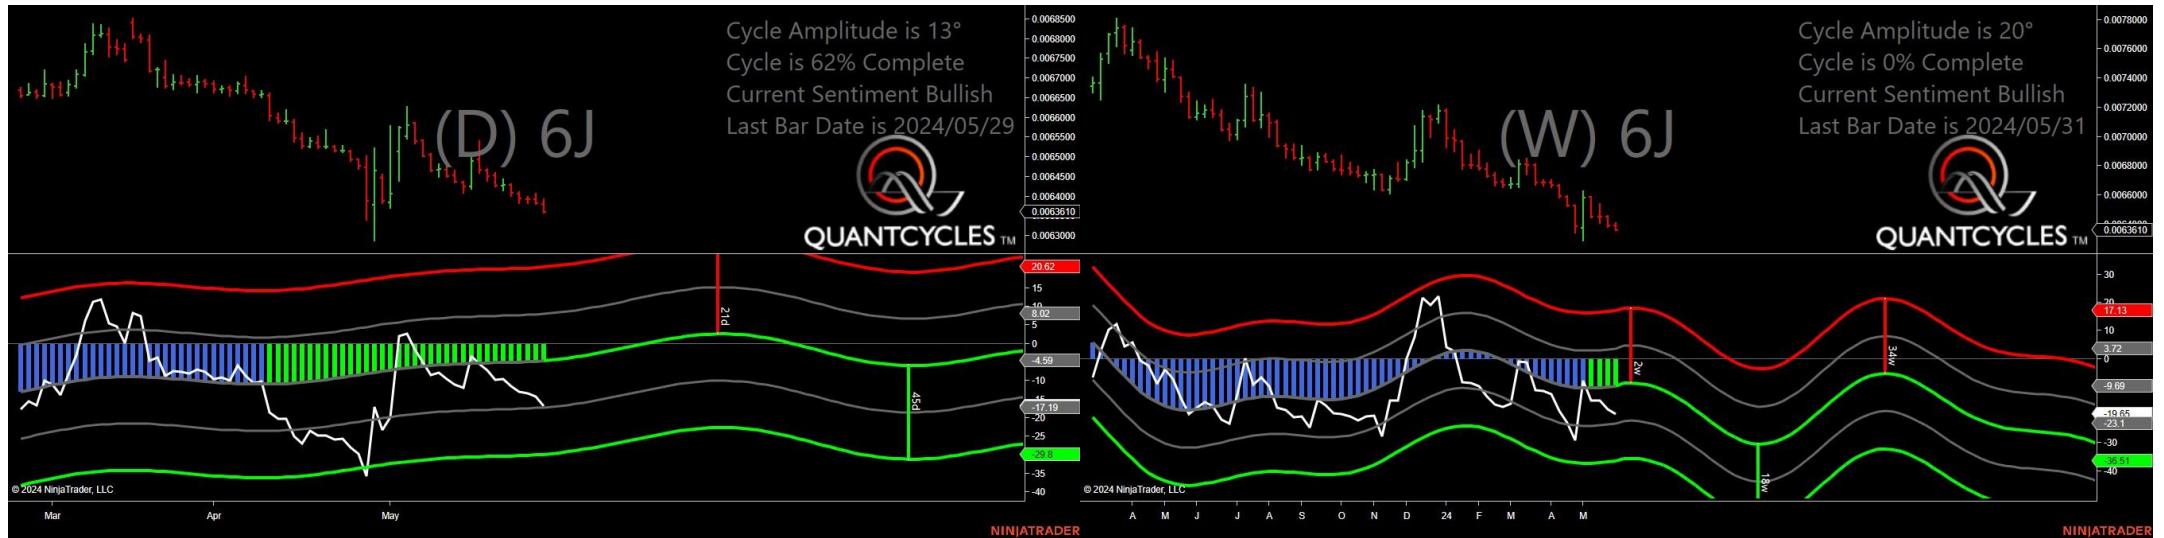 Cycle Amplitude is 13°
Cycle is 62% Complete
Current Sentiment Bullish
Last Bar Date is 2024/05/29
(D) 6J
QUANTCYCLES TM
0.0068500
0.0068000
0.0067500
0.0067000
0.0066500
0.0066000
0.0065500
0.0065000
0.0064500
0.0064000
0.0063610
0.0063000
20.62
15
10
8.02
5
0
-4.59
-10
-15
-17.19
-20
-25
-29.8
-35
-40
21d
45d
© 2024 NinjaTrader, LLC
Mar Apr May
NINJATRADER
Cycle Amplitude is 20°
Cycle is 0% Complete
Current Sentiment Bullish
Last Bar Date is 2024/05/31
(W) 6J
QUANTCYCLES TM
0.0078000
0.0076000
0.0074000
0.0072000
0.0070000
0.0068000
0.0066000
0.0063610
30
20
17.13
10
3.72
0
-9.69
-19.65
-23.1
-30
-36.51
-40
2w
18w
34w
© 2024 NinjaTrader, LLC
A M J J A S O N D 24 F M A M
NINJATRADER